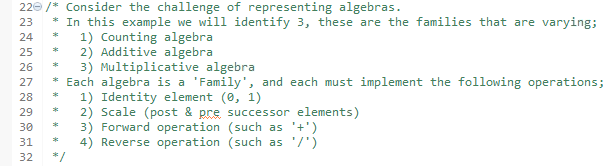 22 /* Consider the challenge of representing algebras.
23 * In this example we will identify 3, these are the families that are varying;
24 * 1) Counting algebra
25 * 2) Additive algebra
26 * 3) Multiplicative algebra
27 * Each algebra is a 'Family', and each must implement the following operations;
28 * 1) Identity element (0, 1)
29 * 2) Scale (post & pre successor elements)
30 * 3) Forward operation (such as '+')
31 * 4) Reverse operation (such as '/')
32 */